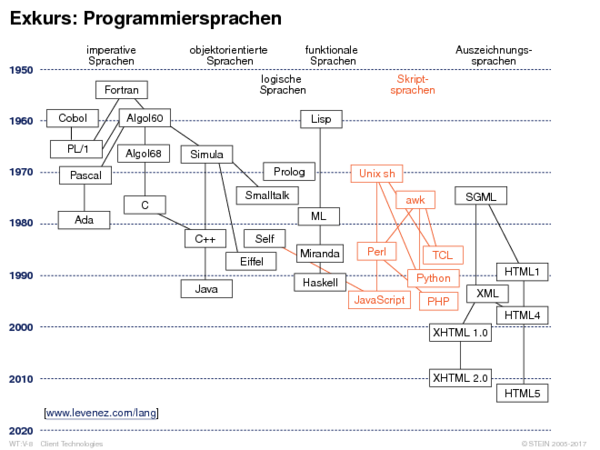 Exkurs: Programmiersprachen
imperative
Sprachen
objektorientierte
Sprachen
funktionale
Sprachen
Auszeichnungs-
sprachen
logische
Sprachen
Skript-
sprachen
1950
Fortran
Cobol
Algol60
Lisp
1960
PL/1
Algol68
Simula
Prolog
Unix sh
1970
Pascal
Smalltalk
awk
SGML
C
Ada
ML
1980
C++
Self
Eiffel
Miranda
Perl
TCL
Python
HTML1
1990
Java
Haskell
JavaScript
PHP
XML
HTML4
2000
XHTML 1.0
2010
XHTML 2.0
HTML5
[www.levenez.com/lang]
2020
WT:V-8 Client Technologies
© STEIN 2005-2017